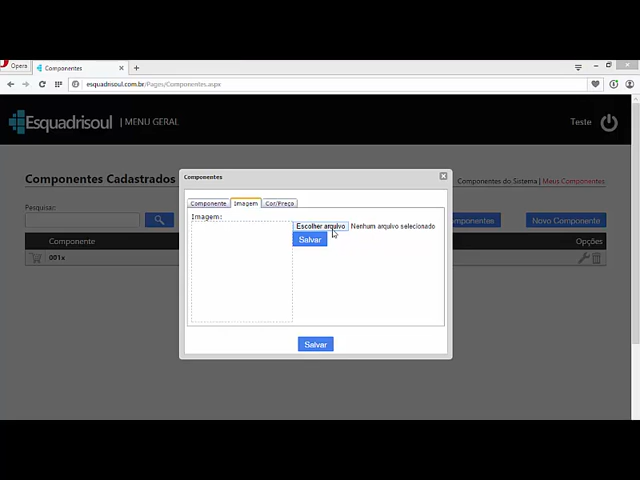 Opera
Componentes
esquadrisoul.com.br/Pages/Componentes.aspx
Esquadrisoul | MENU GERAL
Teste
Componentes Cadastrados
Componentes
Componentes do Sistema | Meus Componentes
Componente Imagem Cor/Preço
Pesquisar:
Imagem:
Escolher arquivo Nenhum arquivo selecionado
Salvar
Novo Componente
Componente
Opções
001x
Salvar